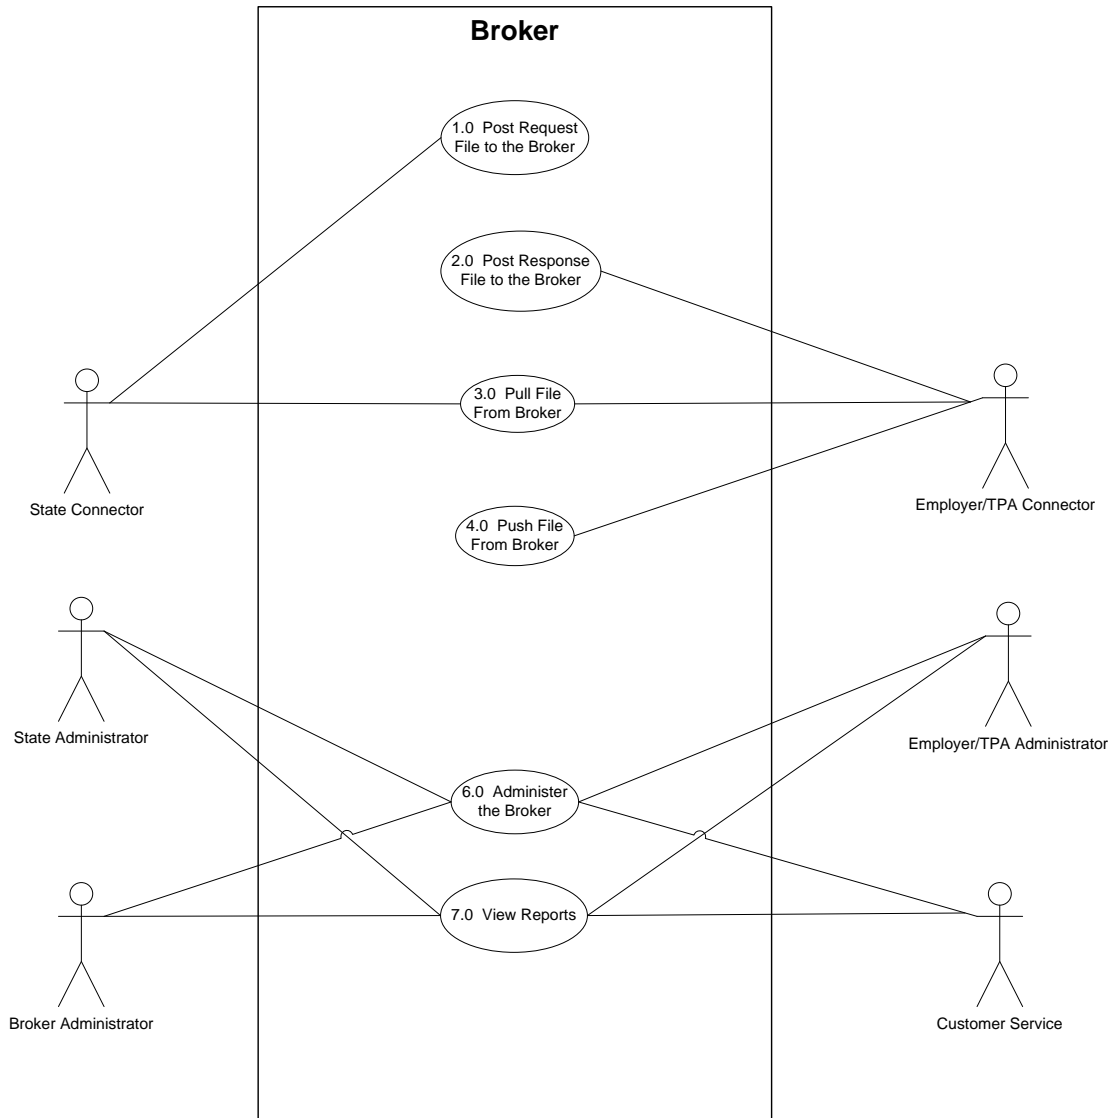 Broker
1.0 Post Request
File to the Broker
2.0 Post Response
File to the Broker
3.0 Pull File
From Broker
State Connector
Employer/TPA Connector
4.0 Push File
From Broker
State Administrator
Employer/TPA Administrator
6.0 Administer
the Broker
7.0 View Reports
Broker Administrator
Customer Service